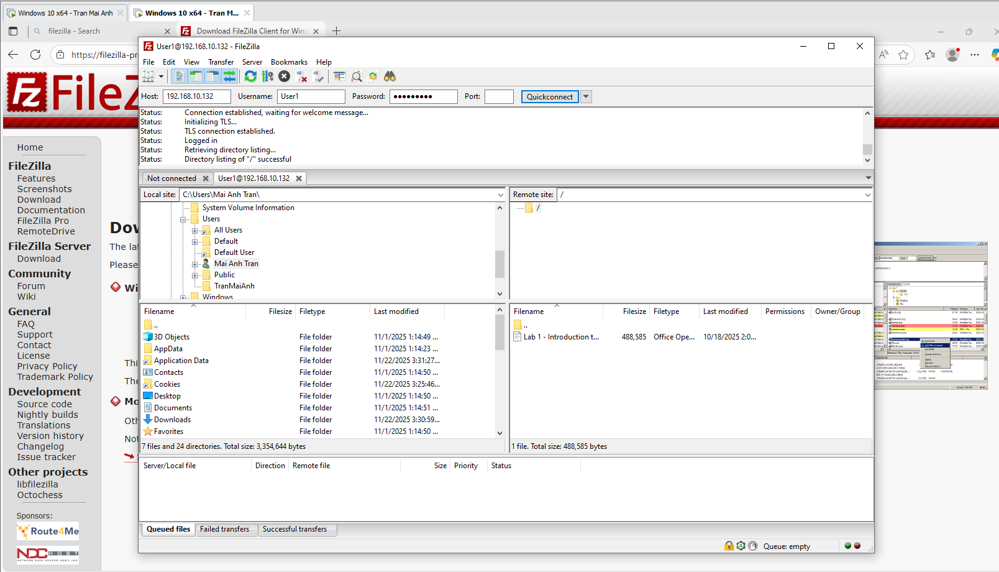 Windows 10 x64 - Tran Mai Anh
Windows 10 x64 - Tran M...
filezilla - Search
Download FileZilla Client for Wind
https://filezilla-pr
User1@192.168.10.132 - FileZilla
File Edit View Transfer Server Bookmarks Help
Host: 192.168.10.132 Username: User1 Password: ●●●●●●●●● Port: Quickconnect
Status: Connection established, waiting for welcome message...
Status: Initializing TLS...
Status: TLS connection established.
Status: Logged in
Status: Retrieving directory listing...
Status: Directory listing of "/" successful
Not connected User1@192.168.10.132
Local site: C:\Users\Mai Anh Tran\
System Volume Information
Users
All Users
Default
Default User
Mai Anh Tran
Public
TranMaiAnh
Windows
Remote site: /
/
Filename Filesize Filetype Last modified
..
3D Objects File folder 11/1/2025 1:14:49 ...
AppData File folder 11/1/2025 1:14:23 ...
Application Data File folder 11/22/2025 3:31:27...
Contacts File folder 11/1/2025 1:14:50 ...
Cookies File folder 11/22/2025 3:25:46...
Desktop File folder 11/1/2025 1:14:50 ...
Documents File folder 11/1/2025 1:14:51 ...
Downloads File folder 11/22/2025 3:30:59...
Favorites File folder 11/1/2025 1:14:50 ...
7 files and 24 directories. Total size: 3,354,644 bytes
Filename Filesize Filetype Last modified Permissions Owner/Group
..
Lab 1 - Introduction t... 488,585 Office Ope... 10/18/2025 2:0...
1 file. Total size: 488,585 bytes
Server/Local file Direction Remote file Size Priority Status
Queued files Failed transfers Successful transfers
Queue: empty
FileZ
Home
FileZilla
Features
Screenshots
Download
Documentation
FileZilla Pro
RemoteDrive
FileZilla Server
Download
Community
Forum
Wiki
General
FAQ
Support
Contact
License
Privacy Policy
Trademark Policy
Development
Source code
Nightly builds
Translations
Version history
Changelog
Issue tracker
Other projects
libfilezilla
Octochess
Sponsors:
Route4Me
NDCHOST
NETWORK DATA CENTER HOST, INC.
Dow
The la
Please
Wi
Thi
The
Mo
Oth
Not